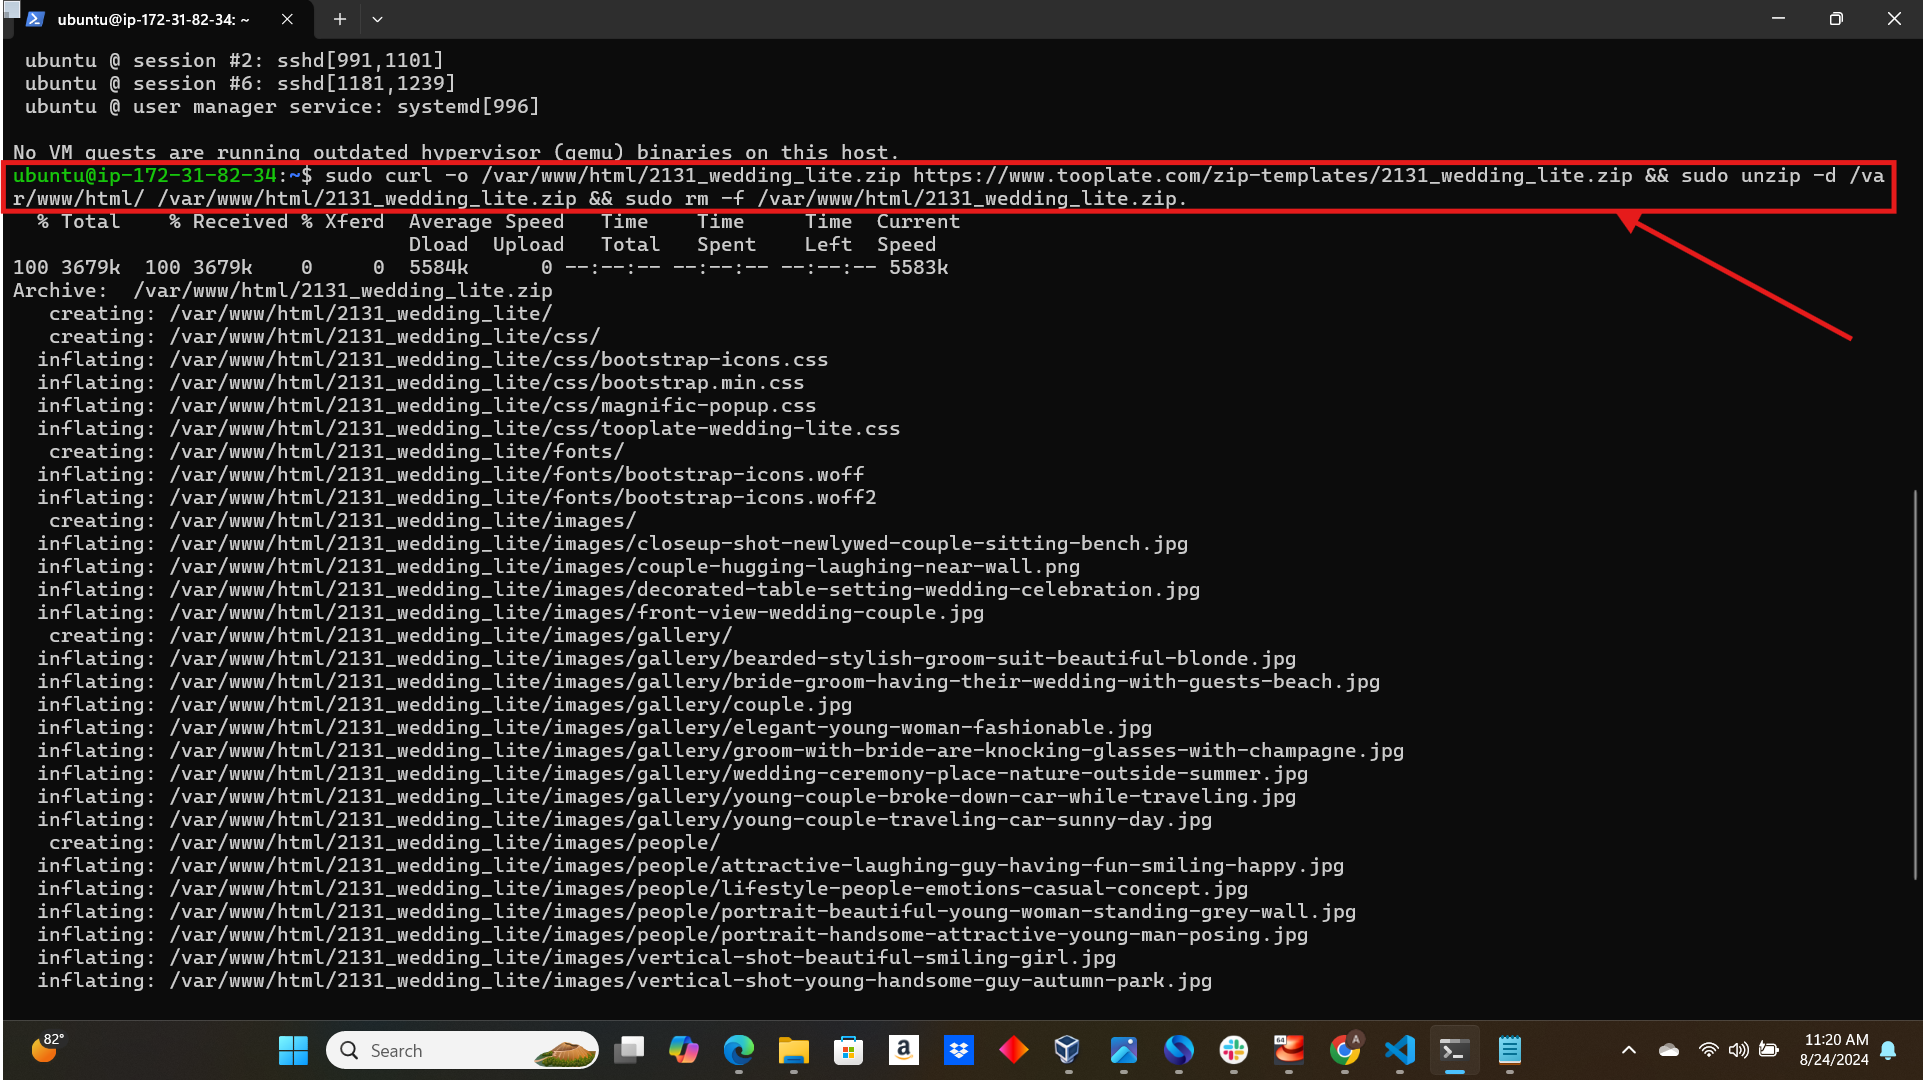 ubuntu@ip-172-31-82-34: ~
ubuntu @ session #2: sshd[991,1101]
ubuntu @ session #6: sshd[1181,1239]
ubuntu @ user manager service: systemd[996]
No VM guests are running outdated hypervisor (qemu) binaries on this host.
ubuntu@ip-172-31-82-34:~$ sudo curl -o /var/www/html/2131_wedding_lite.zip https://www.tooplate.com/zip-templates/2131_wedding_lite.zip && sudo unzip -d /va
r/www/html/ /var/www/html/2131_wedding_lite.zip && sudo rm -f /var/www/html/2131_wedding_lite.zip.
% Total % Received % Xferd Average Speed Time Time Time Current
Dload Upload Total Spent Left Speed
100 3679k 100 3679k 0 0 5584k 0 --:--:-- --:--:-- --:--:-- 5583k
Archive: /var/www/html/2131_wedding_lite.zip
creating: /var/www/html/2131_wedding_lite/
creating: /var/www/html/2131_wedding_lite/css/
inflating: /var/www/html/2131_wedding_lite/css/bootstrap-icons.css
inflating: /var/www/html/2131_wedding_lite/css/bootstrap.min.css
inflating: /var/www/html/2131_wedding_lite/css/magnific-popup.css
inflating: /var/www/html/2131_wedding_lite/css/tooplate-wedding-lite.css
creating: /var/www/html/2131_wedding_lite/fonts/
inflating: /var/www/html/2131_wedding_lite/fonts/bootstrap-icons.woff
inflating: /var/www/html/2131_wedding_lite/fonts/bootstrap-icons.woff2
creating: /var/www/html/2131_wedding_lite/images/
inflating: /var/www/html/2131_wedding_lite/images/closeup-shot-newlywed-couple-sitting-bench.jpg
inflating: /var/www/html/2131_wedding_lite/images/couple-hugging-laughing-near-wall.png
inflating: /var/www/html/2131_wedding_lite/images/decorated-table-setting-wedding-celebration.jpg
inflating: /var/www/html/2131_wedding_lite/images/front-view-wedding-couple.jpg
creating: /var/www/html/2131_wedding_lite/images/gallery/
inflating: /var/www/html/2131_wedding_lite/images/gallery/bearded-stylish-groom-suit-beautiful-blonde.jpg
inflating: /var/www/html/2131_wedding_lite/images/gallery/bride-groom-having-their-wedding-with-guests-beach.jpg
inflating: /var/www/html/2131_wedding_lite/images/gallery/couple.jpg
inflating: /var/www/html/2131_wedding_lite/images/gallery/elegant-young-woman-fashionable.jpg
inflating: /var/www/html/2131_wedding_lite/images/gallery/groom-with-bride-are-knocking-glasses-with-champagne.jpg
inflating: /var/www/html/2131_wedding_lite/images/gallery/wedding-ceremony-place-nature-outside-summer.jpg
inflating: /var/www/html/2131_wedding_lite/images/gallery/young-couple-broke-down-car-while-traveling.jpg
inflating: /var/www/html/2131_wedding_lite/images/gallery/young-couple-traveling-car-sunny-day.jpg
creating: /var/www/html/2131_wedding_lite/images/people/
inflating: /var/www/html/2131_wedding_lite/images/people/attractive-laughing-guy-having-fun-smiling-happy.jpg
inflating: /var/www/html/2131_wedding_lite/images/people/lifestyle-people-emotions-casual-concept.jpg
inflating: /var/www/html/2131_wedding_lite/images/people/portrait-beautiful-young-woman-standing-grey-wall.jpg
inflating: /var/www/html/2131_wedding_lite/images/people/portrait-handsome-attractive-young-man-posing.jpg
inflating: /var/www/html/2131_wedding_lite/images/vertical-shot-beautiful-smiling-girl.jpg
inflating: /var/www/html/2131_wedding_lite/images/vertical-shot-young-handsome-guy-autumn-park.jpg
82°
Search
a
64
A
11:20 AM
8/24/2024